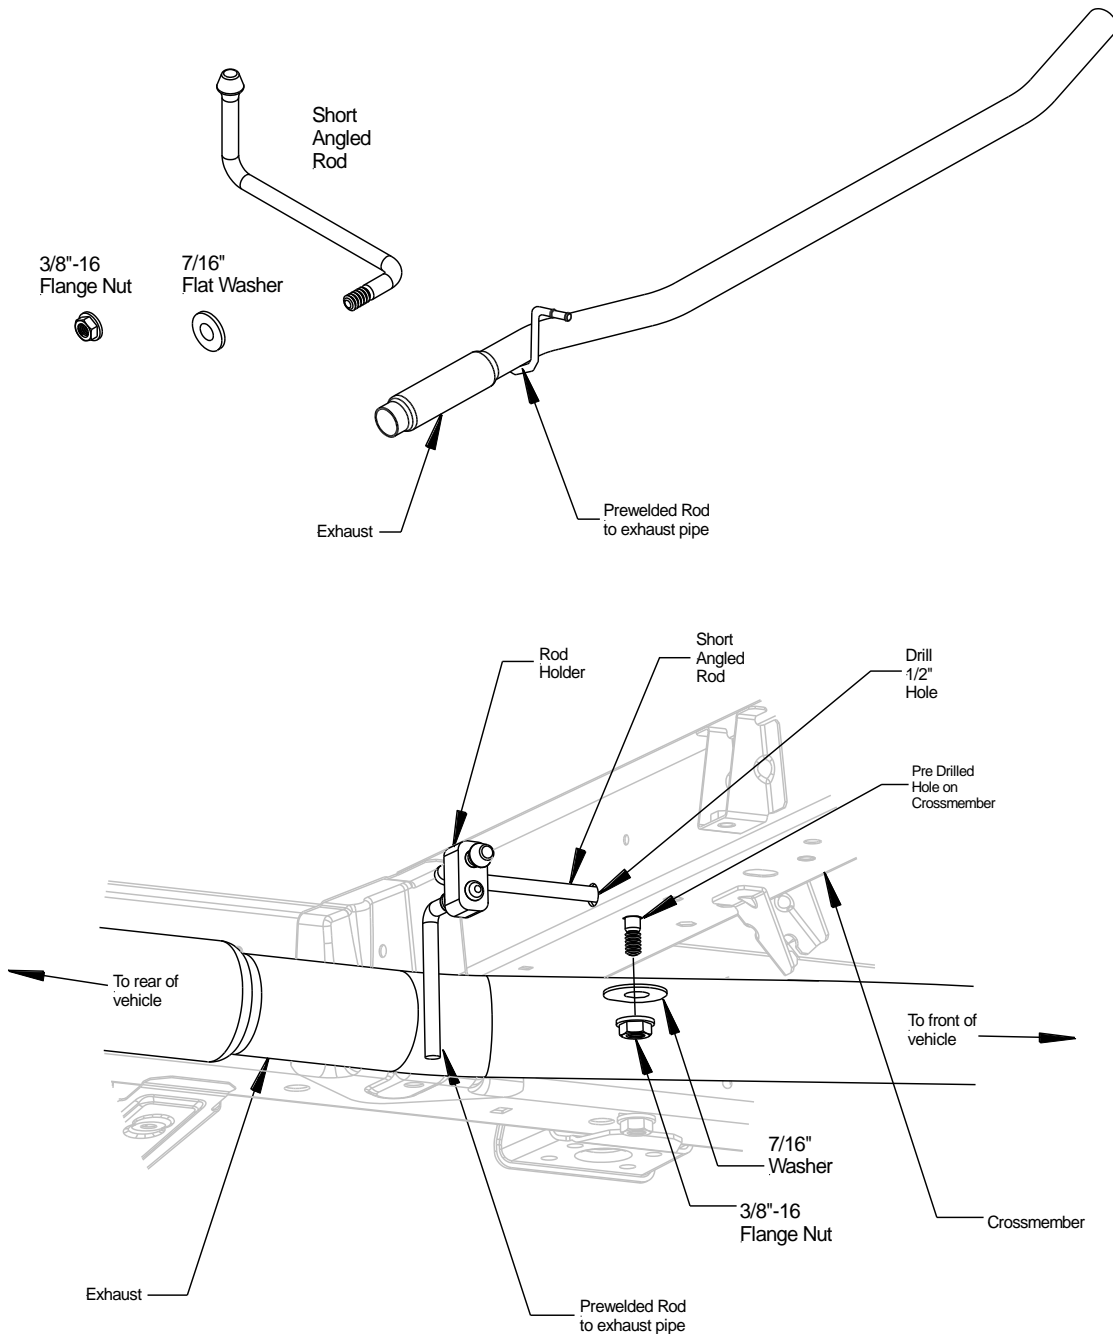 Short
Angled
Rod
3/8"-16
Flange Nut
7/16"
Flat Washer
Exhaust
Prewelded Rod
to exhaust pipe
Rod
Holder
Short
Angled
Rod
Drill
1/2"
Hole
Pre Drilled
Hole on
Crossmember
To rear of
vehicle
To front of
vehicle
7/16"
Washer
3/8"-16
Flange Nut
Crossmember
Exhaust
Prewelded Rod
to exhaust pipe